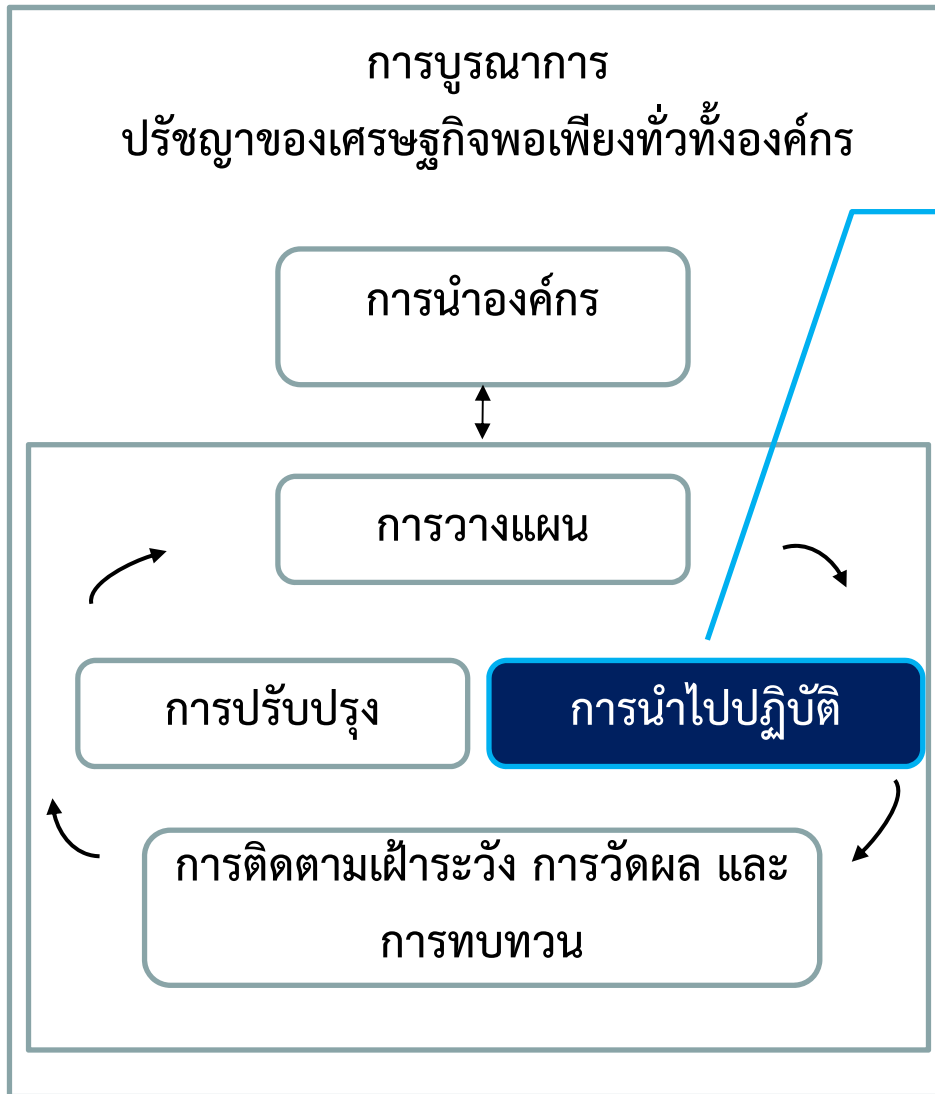 การบูรณาการ
ปรัชญาของเศรษฐกิจพอเพียงทั่วทั้งองค์กร
การนำองค์กร
การวางแผน
การปรับปรุง
การนำไปปฏิบัติ
การติดตามเฝ้าระวัง การวัดผล และ
การทบทวน